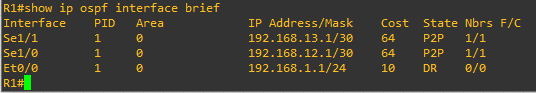 R1#show ip ospf interface brief
Interface    PID   Area            IP Address/Mask    Cost  State Nbrs F/C
Se1/1        1     0               192.168.13.1/30    64    P2P   1/1
Se1/0        1     0               192.168.12.1/30    64    P2P   1/1
Et0/0        1     0               192.168.1.1/24     10    DR    0/0
R1#